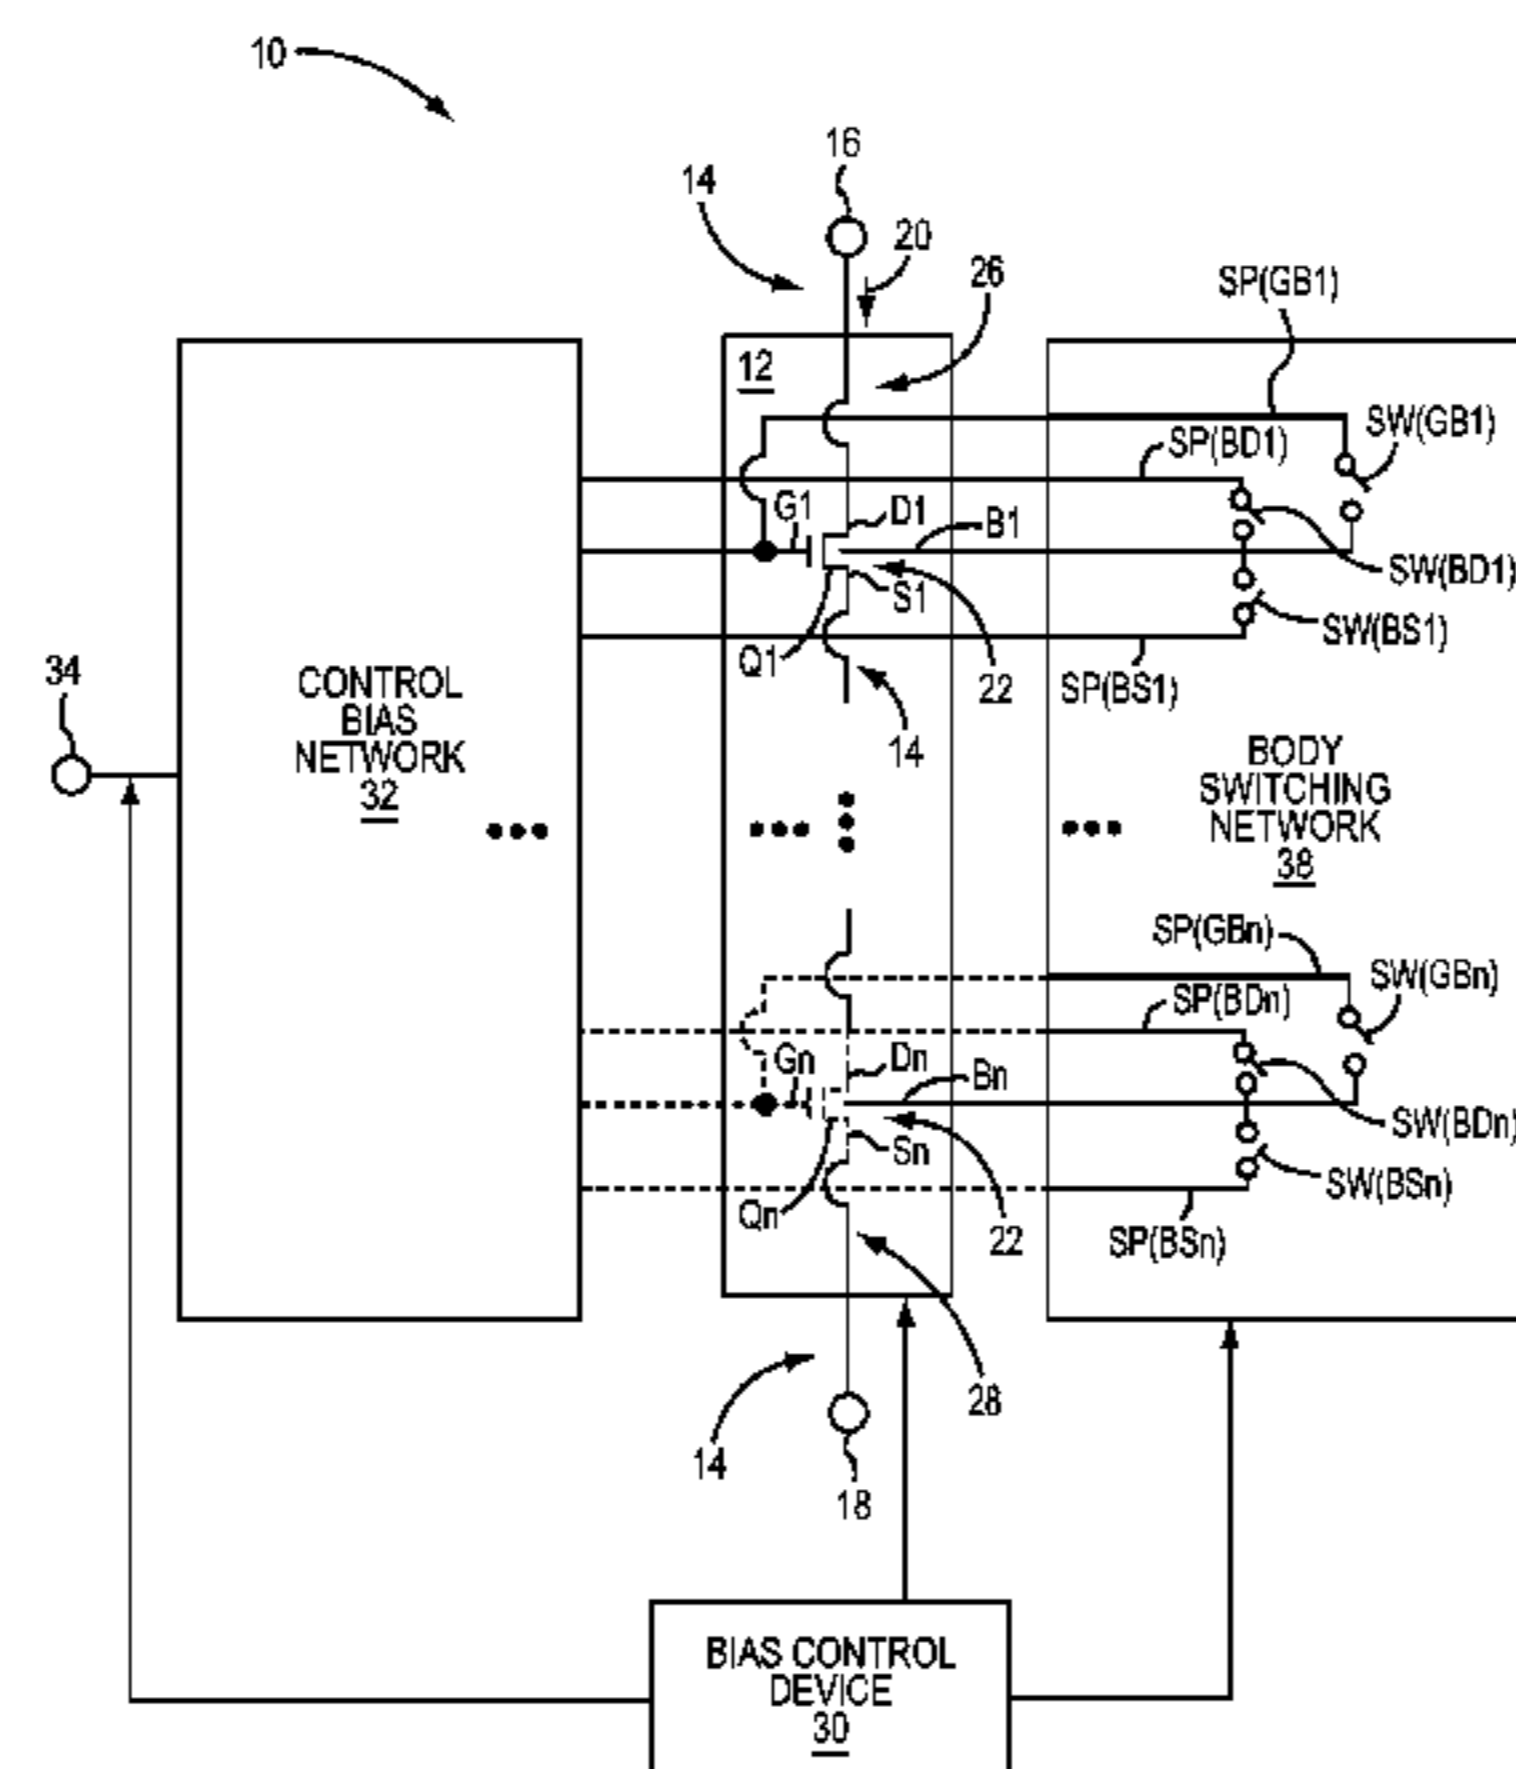 10
16
14
20
26
SP(GB1)
12
SW(GB1)
SP(BD1)
G1
D1
B1
SW(BD1)
S1
SW(BS1)
Q1
22
SP(BS1)
34
CONTROL
BIAS
NETWORK
32
14
BODY
SWITCHING
NETWORK
38
SP(GBn)
SW(GBn)
SP(BDn)
Gn
Dn
Bn
SW(BDn)
Sn
SW(BSn)
Qn
22
SP(BSn)
28
14
18
BIAS CONTROL
DEVICE
30